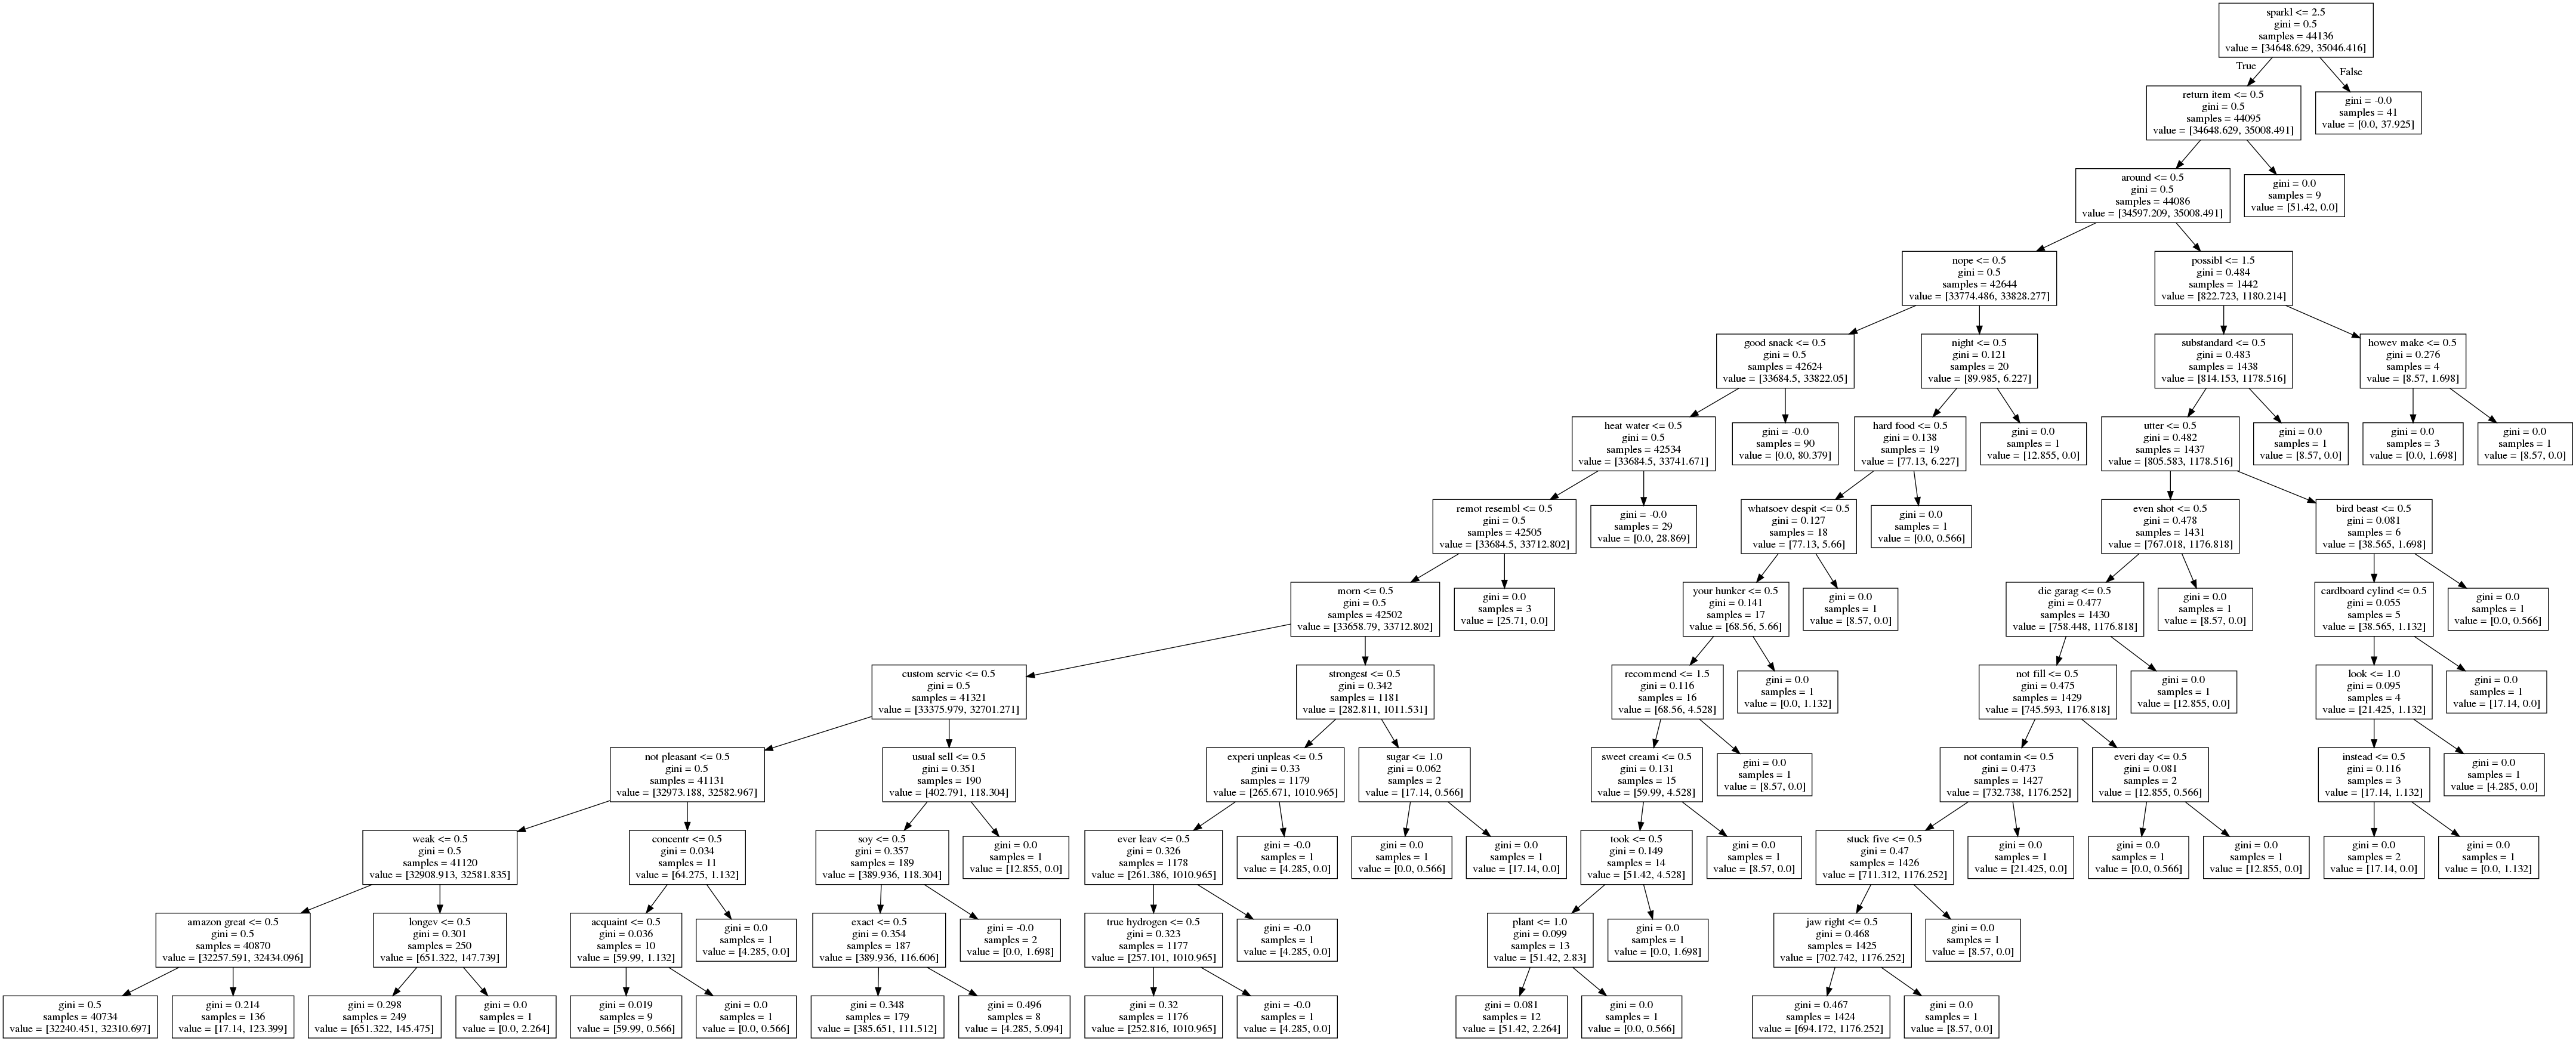 sparkl <= 2.5
gini = 0.5
samples = 44136
value = [34648.629, 35046.416]
True
False
return item <= 0.5
gini = 0.5
samples = 44095
value = [34648.629, 35008.491]
gini = -0.0
samples = 41
value = [0.0, 37.925]
around <= 0.5
gini = 0.5
samples = 44086
value = [34597.209, 35008.491]
gini = 0.0
samples = 9
value = [51.42, 0.0]
nope <= 0.5
gini = 0.5
samples = 42644
value = [33774.486, 33828.277]
possibl <= 1.5
gini = 0.484
samples = 1442
value = [822.723, 1180.214]
good snack <= 0.5
gini = 0.5
samples = 42624
value = [33684.5, 33822.05]
night <= 0.5
gini = 0.121
samples = 20
value = [89.985, 6.227]
substandard <= 0.5
gini = 0.483
samples = 1438
value = [814.153, 1178.516]
howev make <= 0.5
gini = 0.276
samples = 4
value = [8.57, 1.698]
heat water <= 0.5
gini = 0.5
samples = 42534
value = [33684.5, 33741.671]
gini = -0.0
samples = 90
value = [0.0, 80.379]
hard food <= 0.5
gini = 0.138
samples = 19
value = [77.13, 6.227]
gini = 0.0
samples = 1
value = [12.855, 0.0]
utter <= 0.5
gini = 0.482
samples = 1437
value = [805.583, 1178.516]
gini = 0.0
samples = 1
value = [8.57, 0.0]
gini = 0.0
samples = 3
value = [0.0, 1.698]
gini = 0.0
samples = 1
value = [8.57, 0.0]
remot resembl <= 0.5
gini = 0.5
samples = 42505
value = [33684.5, 33712.802]
gini = -0.0
samples = 29
value = [0.0, 28.869]
whatsoev despit <= 0.5
gini = 0.127
samples = 18
value = [77.13, 5.66]
gini = 0.0
samples = 1
value = [0.0, 0.566]
even shot <= 0.5
gini = 0.478
samples = 1431
value = [767.018, 1176.818]
bird beast <= 0.5
gini = 0.081
samples = 6
value = [38.565, 1.698]
morn <= 0.5
gini = 0.5
samples = 42502
value = [33658.79, 33712.802]
gini = 0.0
samples = 3
value = [25.71, 0.0]
your hunker <= 0.5
gini = 0.141
samples = 17
value = [68.56, 5.66]
gini = 0.0
samples = 1
value = [8.57, 0.0]
die garag <= 0.5
gini = 0.477
samples = 1430
value = [758.448, 1176.818]
gini = 0.0
samples = 1
value = [8.57, 0.0]
cardboard cylind <= 0.5
gini = 0.055
samples = 5
value = [38.565, 1.132]
gini = 0.0
samples = 1
value = [0.0, 0.566]
custom servic <= 0.5
gini = 0.5
samples = 41321
value = [33375.979, 32701.271]
strongest <= 0.5
gini = 0.342
samples = 1181
value = [282.811, 1011.531]
recommend <= 1.5
gini = 0.116
samples = 16
value = [68.56, 4.528]
gini = 0.0
samples = 1
value = [0.0, 1.132]
not fill <= 0.5
gini = 0.475
samples = 1429
value = [745.593, 1176.818]
gini = 0.0
samples = 1
value = [12.855, 0.0]
look <= 1.0
gini = 0.095
samples = 4
value = [21.425, 1.132]
gini = 0.0
samples = 1
value = [17.14, 0.0]
not pleasant <= 0.5
gini = 0.5
samples = 41131
value = [32973.188, 32582.967]
usual sell <= 0.5
gini = 0.351
samples = 190
value = [402.791, 118.304]
experi unpleas <= 0.5
gini = 0.33
samples = 1179
value = [265.671, 1010.965]
sugar <= 1.0
gini = 0.062
samples = 2
value = [17.14, 0.566]
sweet creami <= 0.5
gini = 0.131
samples = 15
value = [59.99, 4.528]
gini = 0.0
samples = 1
value = [8.57, 0.0]
not contamin <= 0.5
gini = 0.473
samples = 1427
value = [732.738, 1176.252]
everi day <= 0.5
gini = 0.081
samples = 2
value = [12.855, 0.566]
instead <= 0.5
gini = 0.116
samples = 3
value = [17.14, 1.132]
gini = 0.0
samples = 1
value = [4.285, 0.0]
weak <= 0.5
gini = 0.5
samples = 41120
value = [32908.913, 32581.835]
concentr <= 0.5
gini = 0.034
samples = 11
value = [64.275, 1.132]
soy <= 0.5
gini = 0.357
samples = 189
value = [389.936, 118.304]
gini = 0.0
samples = 1
value = [12.855, 0.0]
ever leav <= 0.5
gini = 0.326
samples = 1178
value = [261.386, 1010.965]
gini = -0.0
samples = 1
value = [4.285, 0.0]
gini = 0.0
samples = 1
value = [0.0, 0.566]
gini = 0.0
samples = 1
value = [17.14, 0.0]
took <= 0.5
gini = 0.149
samples = 14
value = [51.42, 4.528]
gini = 0.0
samples = 1
value = [8.57, 0.0]
stuck five <= 0.5
gini = 0.47
samples = 1426
value = [711.312, 1176.252]
gini = 0.0
samples = 1
value = [21.425, 0.0]
gini = 0.0
samples = 1
value = [0.0, 0.566]
gini = 0.0
samples = 1
value = [12.855, 0.0]
gini = 0.0
samples = 2
value = [17.14, 0.0]
gini = 0.0
samples = 1
value = [0.0, 1.132]
amazon great <= 0.5
gini = 0.5
samples = 40870
value = [32257.591, 32434.096]
longev <= 0.5
gini = 0.301
samples = 250
value = [651.322, 147.739]
acquaint <= 0.5
gini = 0.036
samples = 10
value = [59.99, 1.132]
gini = 0.0
samples = 1
value = [4.285, 0.0]
exact <= 0.5
gini = 0.354
samples = 187
value = [389.936, 116.606]
gini = -0.0
samples = 2
value = [0.0, 1.698]
true hydrogen <= 0.5
gini = 0.323
samples = 1177
value = [257.101, 1010.965]
gini = -0.0
samples = 1
value = [4.285, 0.0]
plant <= 1.0
gini = 0.099
samples = 13
value = [51.42, 2.83]
gini = 0.0
samples = 1
value = [0.0, 1.698]
jaw right <= 0.5
gini = 0.468
samples = 1425
value = [702.742, 1176.252]
gini = 0.0
samples = 1
value = [8.57, 0.0]
gini = 0.5
samples = 40734
value = [32240.451, 32310.697]
gini = 0.214
samples = 136
value = [17.14, 123.399]
gini = 0.298
samples = 249
value = [651.322, 145.475]
gini = 0.0
samples = 1
value = [0.0, 2.264]
gini = 0.019
samples = 9
value = [59.99, 0.566]
gini = 0.0
samples = 1
value = [0.0, 0.566]
gini = 0.348
samples = 179
value = [385.651, 111.512]
gini = 0.496
samples = 8
value = [4.285, 5.094]
gini = 0.32
samples = 1176
value = [252.816, 1010.965]
gini = -0.0
samples = 1
value = [4.285, 0.0]
gini = 0.081
samples = 12
value = [51.42, 2.264]
gini = 0.0
samples = 1
value = [0.0, 0.566]
gini = 0.467
samples = 1424
value = [694.172, 1176.252]
gini = 0.0
samples = 1
value = [8.57, 0.0]